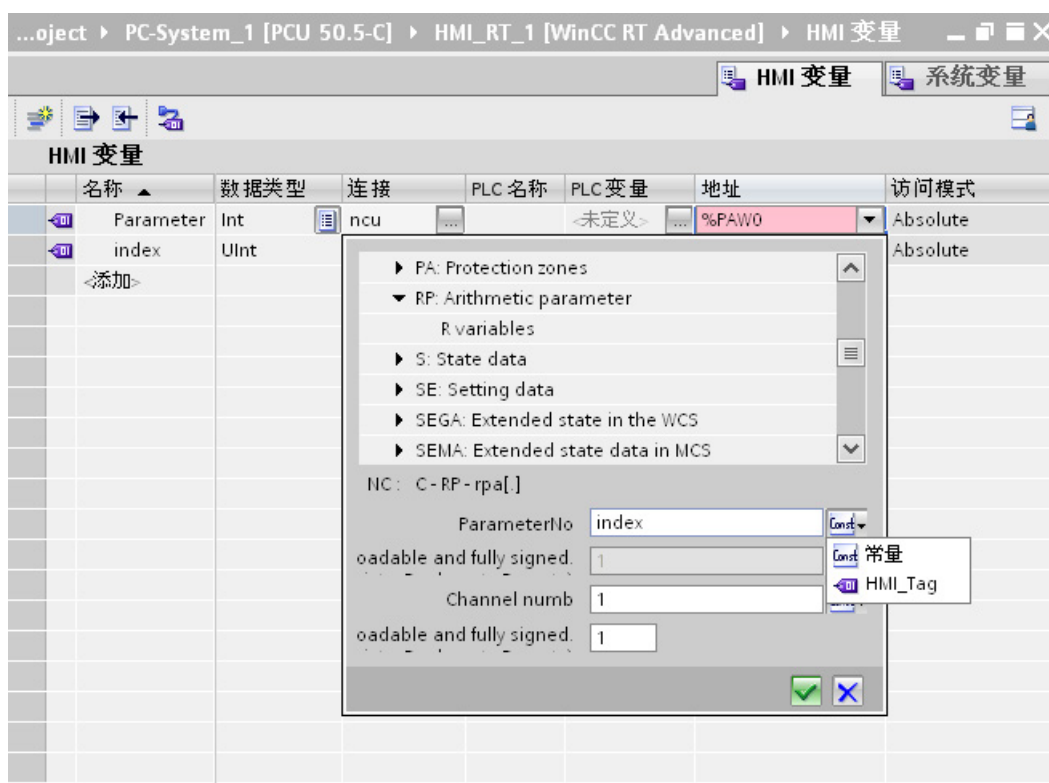 ...oject ▸ PC-System_1 [PCU 50.5-C] ▸ HMI_RT_1 [WinCC RT Advanced] ▸ HMI 变量
HMI 变量 系统变量
HMI 变量
名称 数据类型 连接 PLC 名称 PLC 变量 地址 访问模式
Parameter Int ncu ... <未定义> ... %PAW0 Absolute
index UInt Absolute
<添加>
PA: Protection zones
RP: Arithmetic parameter
R variables
S: State data
SE: Setting data
SEGA: Extended state in the WCS
SEMA: Extended state data in MCS
NC : C - RP - rpa[.]
ParameterNo index Const
Const 常量
oadable and fully signed. 1
HMI_Tag
Channel numb 1
oadable and fully signed. 1